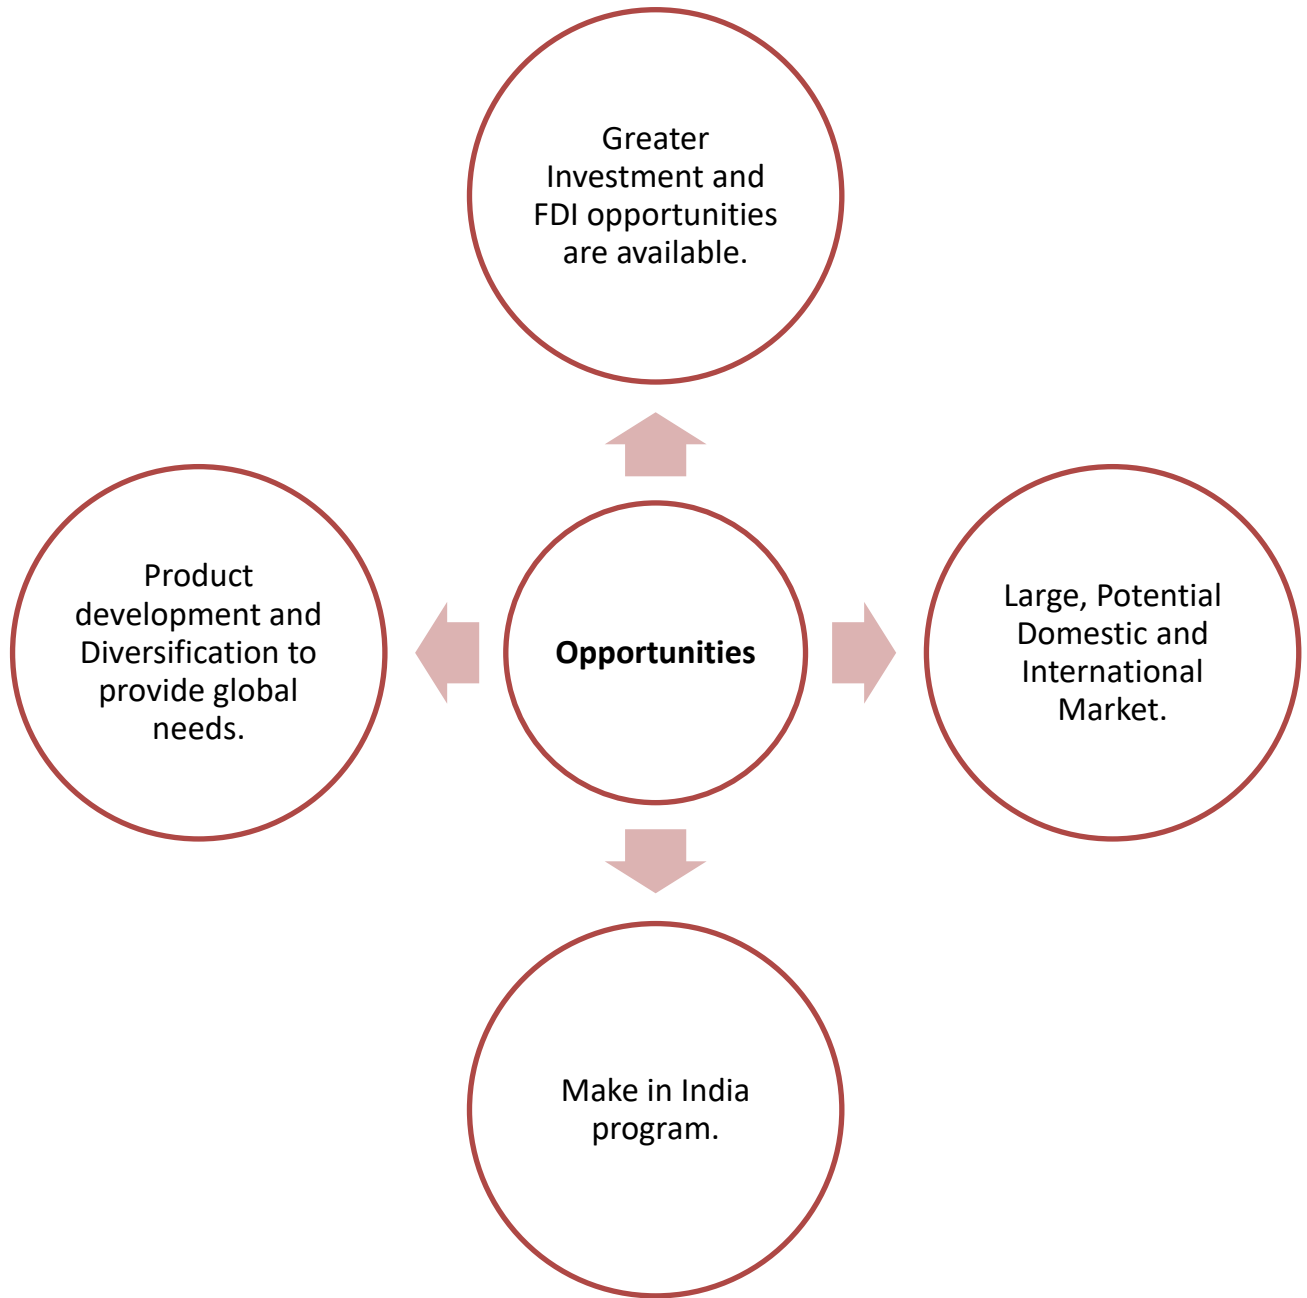 Greater
Investment and
FDI opportunities
are available.
Product
development and
Diversification to
provide global
needs.
Opportunities
Large, Potential
Domestic and
International
Market.
Make in India
program.